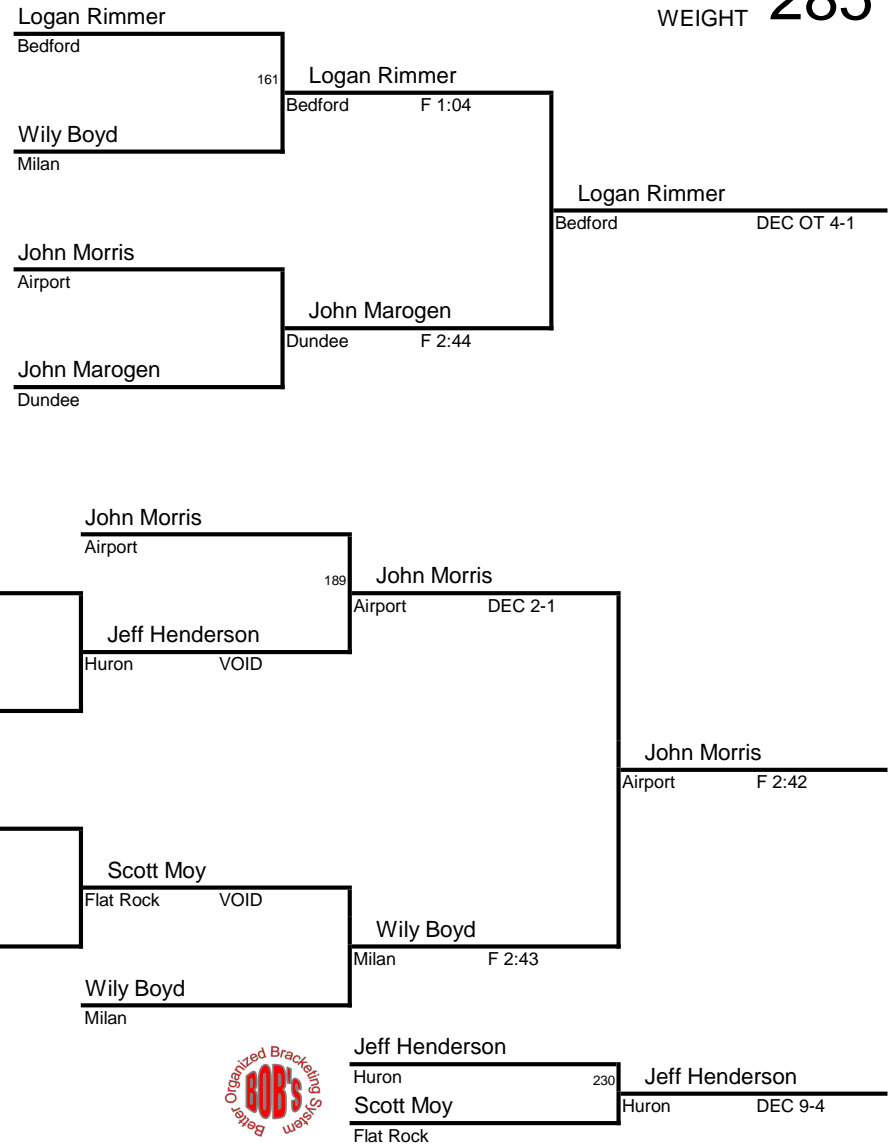 Logan Rimmer
WEIGHT 285
Bedford
161 Logan Rimmer
Bedford F 1:04
Wily Boyd
Milan
Logan Rimmer
Bedford DEC OT 4-1
John Morris
Airport
John Marogen
Dundee F 2:44
John Marogen
Dundee
John Morris
Airport
189 John Morris
Airport DEC 2-1
Jeff Henderson
Huron VOID
John Morris
Airport F 2:42
Scott Moy
Flat Rock VOID
Wily Boyd
Milan F 2:43
Wily Boyd
Milan
Better Organized Bracketing System
BOB's
Jeff Henderson
Huron
230 Jeff Henderson
Scott Moy
Huron DEC 9-4
Flat Rock